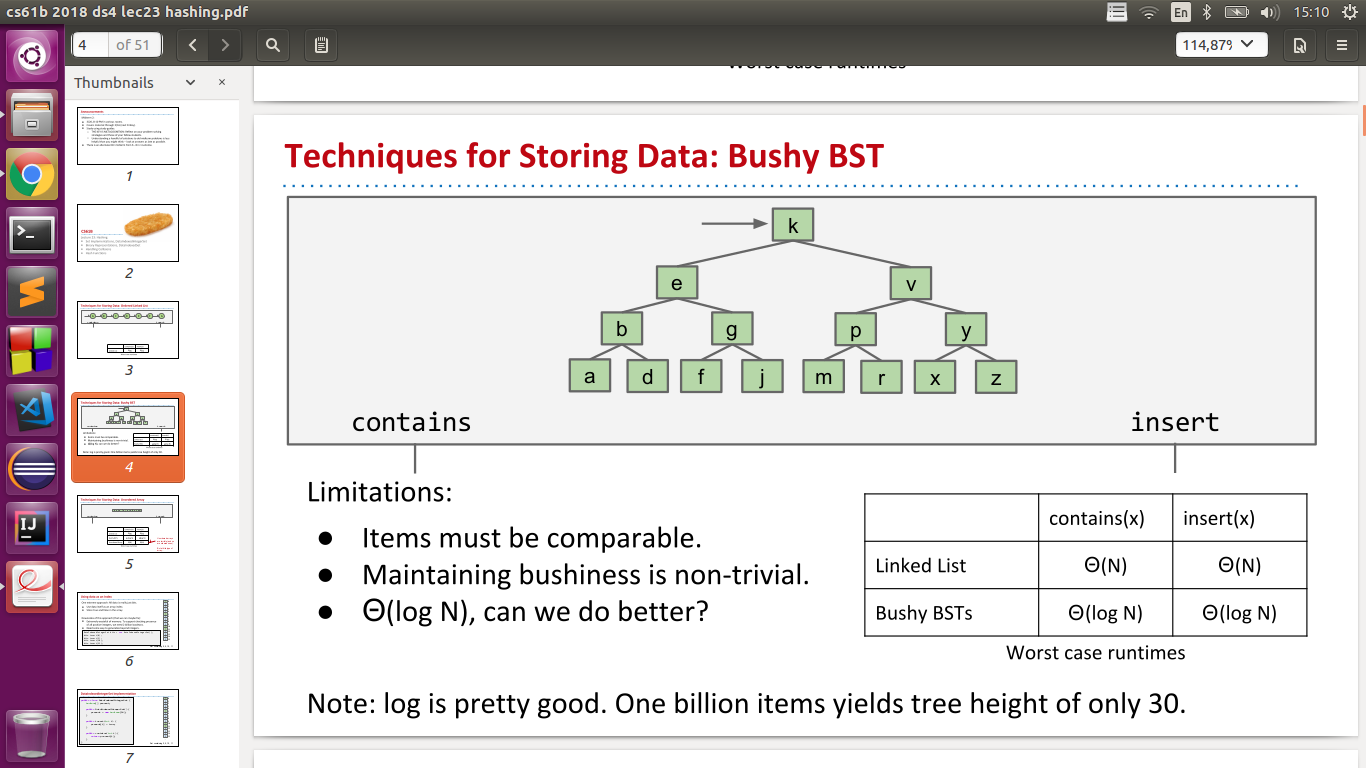 cs61b 2018 ds4 lec23 hashing.pdf
En
15:10
4 of 51
114,87%
Thumbnails
1
2
3
4
5
6
7
Worst case runtimes
Techniques for Storing Data: Bushy BST
k
e v
b g p y
a d f j m r x z
contains insert
Limitations:
● Items must be comparable.
● Maintaining bushiness is non-trivial.
● Θ(log N), can we do better?
contains(x) insert(x)
Linked List Θ(N) Θ(N)
Bushy BSTs Θ(log N) Θ(log N)
Worst case runtimes
Note: log is pretty good. One billion items yields tree height of only 30.